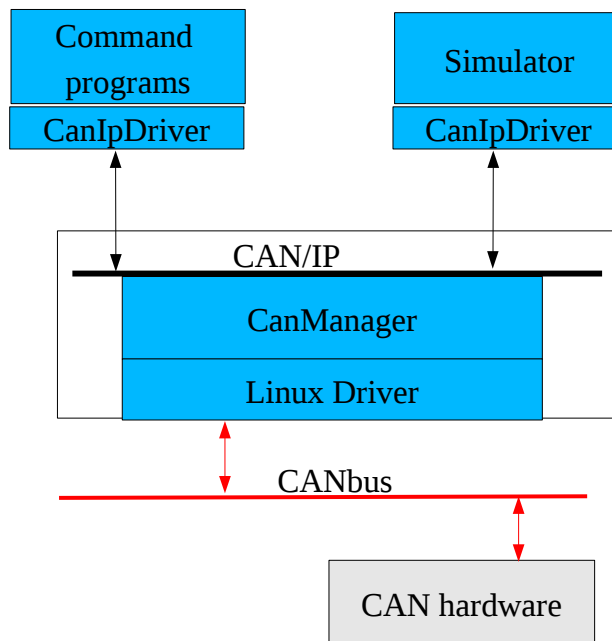 Command
programs
CanIpDriver
Simulator
CanIpDriver
CAN/IP
CanManager
Linux Driver
CANbus
CAN hardware